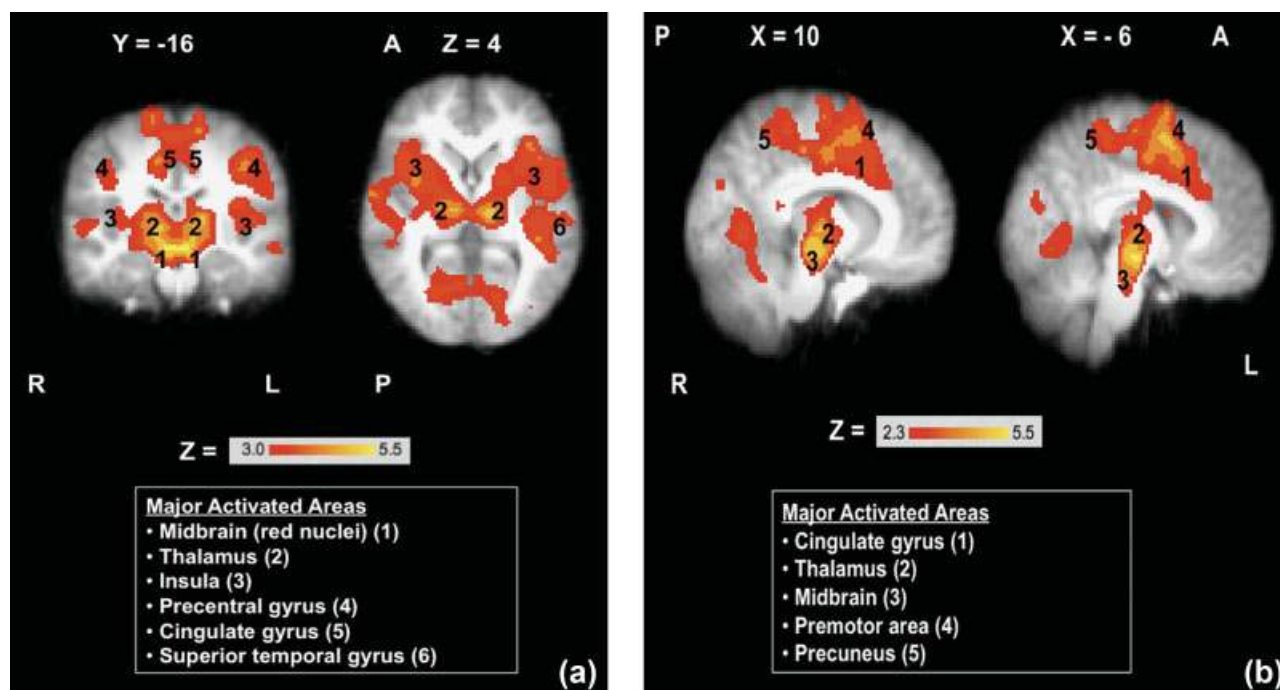 Y = -16
A Z = 4
4 5 5 4
3 2 2 3
1 1
3 3
2 2 6
R L P
Z = 3.0 5.5
Major Activated Areas
• Midbrain (red nuclei) (1)
• Thalamus (2)
• Insula (3)
• Precentral gyrus (4)
• Cingulate gyrus (5)
• Superior temporal gyrus (6)
(a)
P X = 10 X = - 6 A
5 4 1 2 3
5 4 1 2 3
R L
Z = 2.3 5.5
Major Activated Areas
• Cingulate gyrus (1)
• Thalamus (2)
• Midbrain (3)
• Premotor area (4)
• Precuneus (5)
(b)